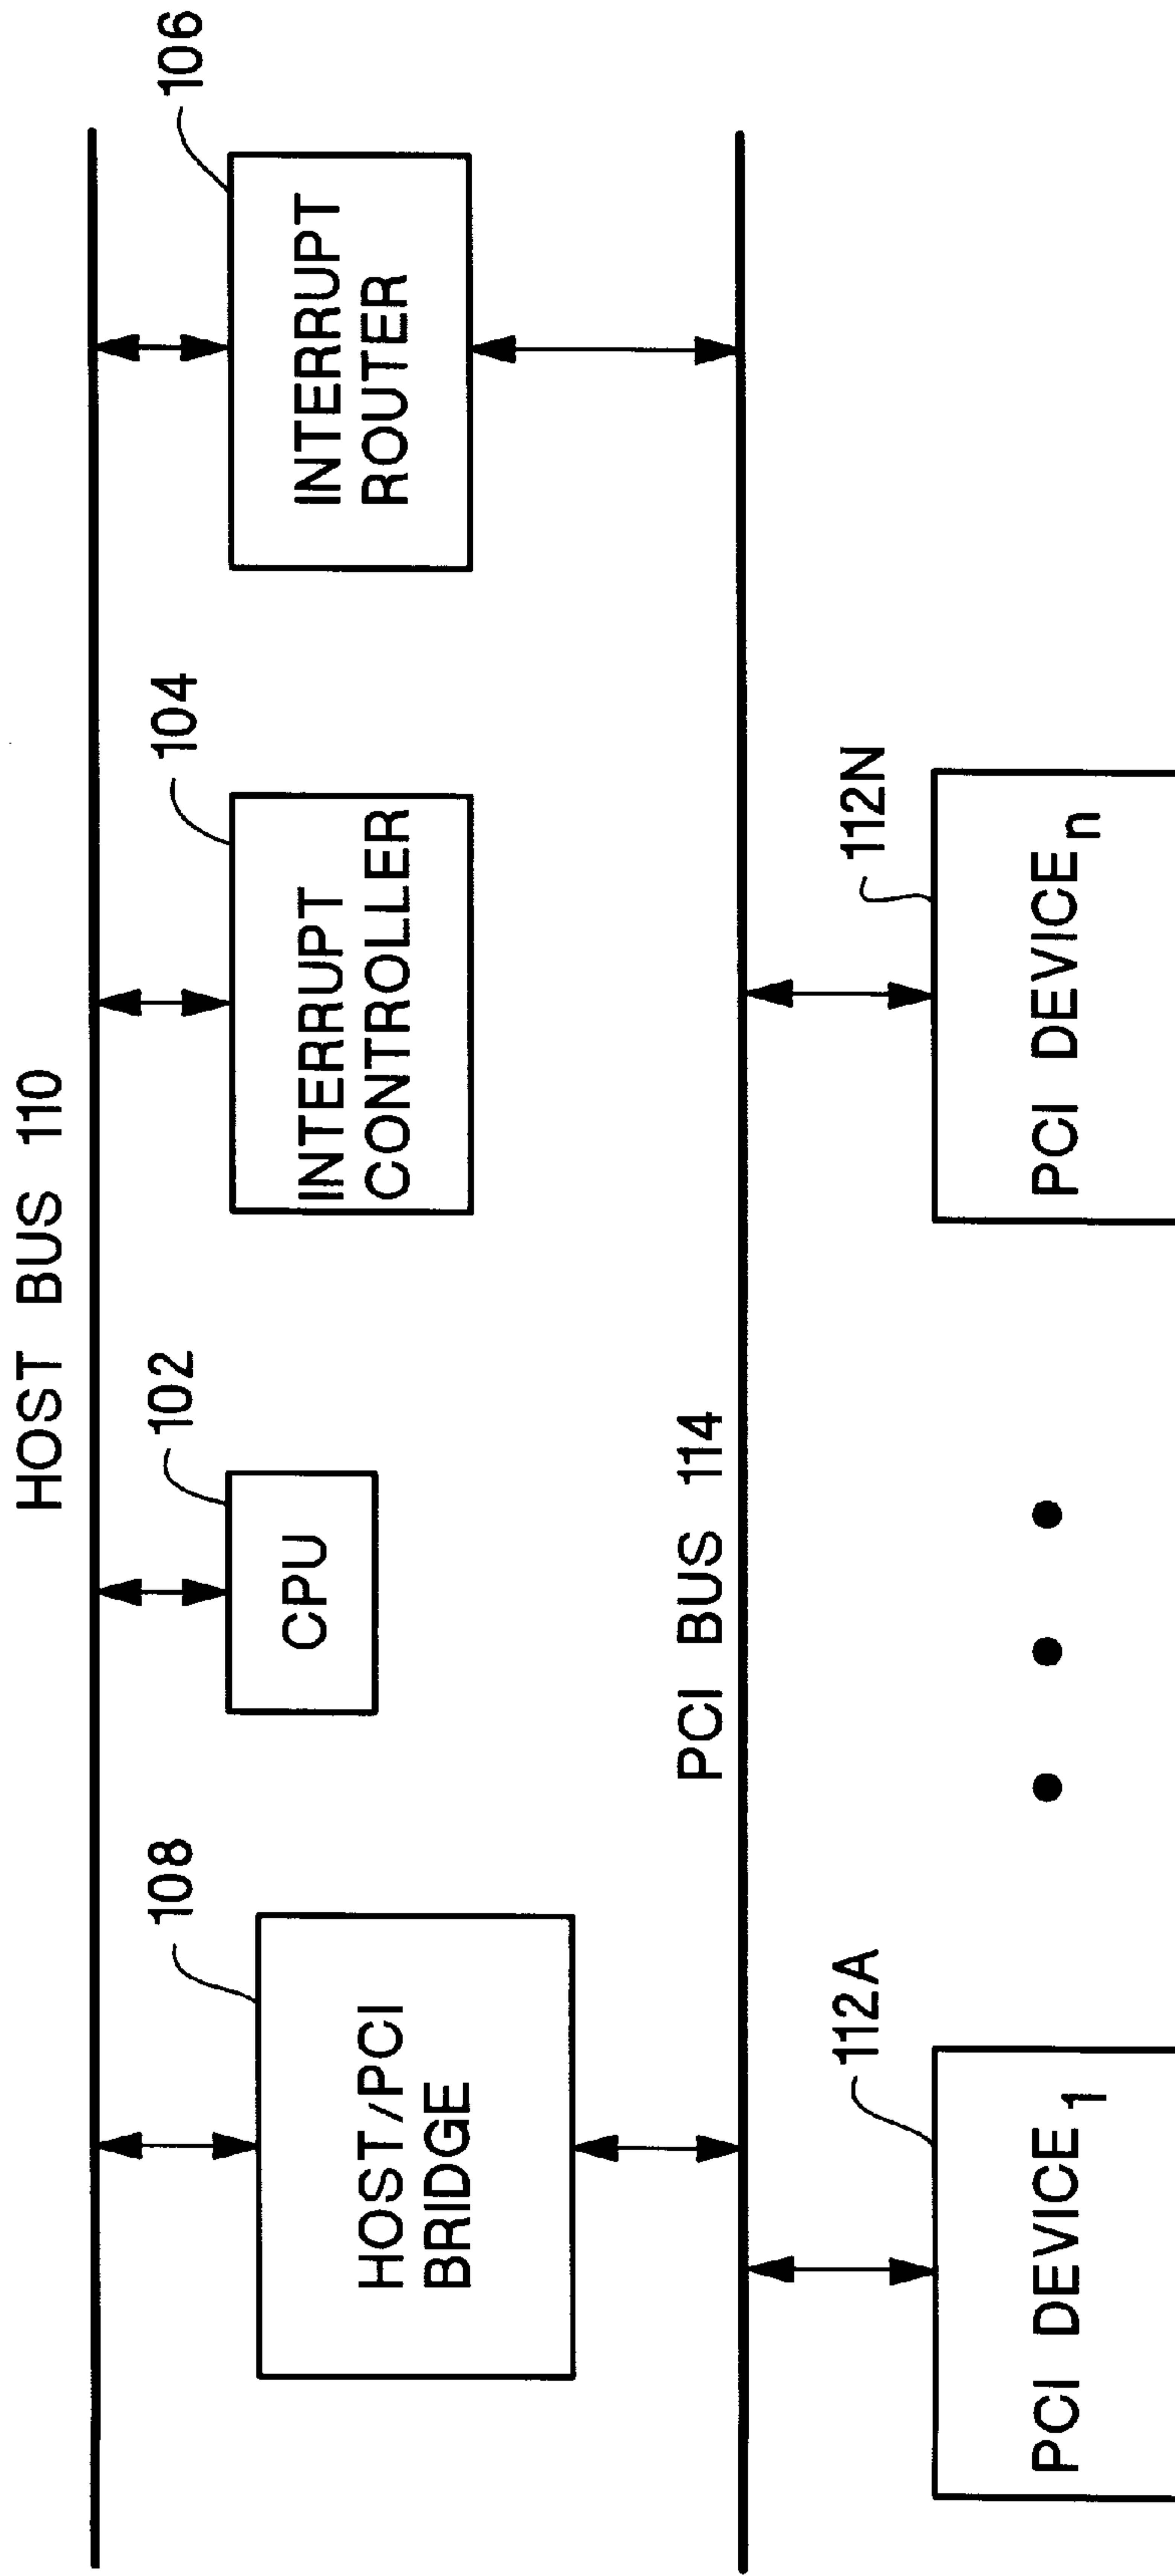 HOST BUS 110
108
102
104
106
HOST/PCI
BRIDGE
CPU
INTERRUPT
CONTROLLER
INTERRUPT
ROUTER
PCI BUS 114
112A
112N
PCI DEVICE1
PCI DEVICEn